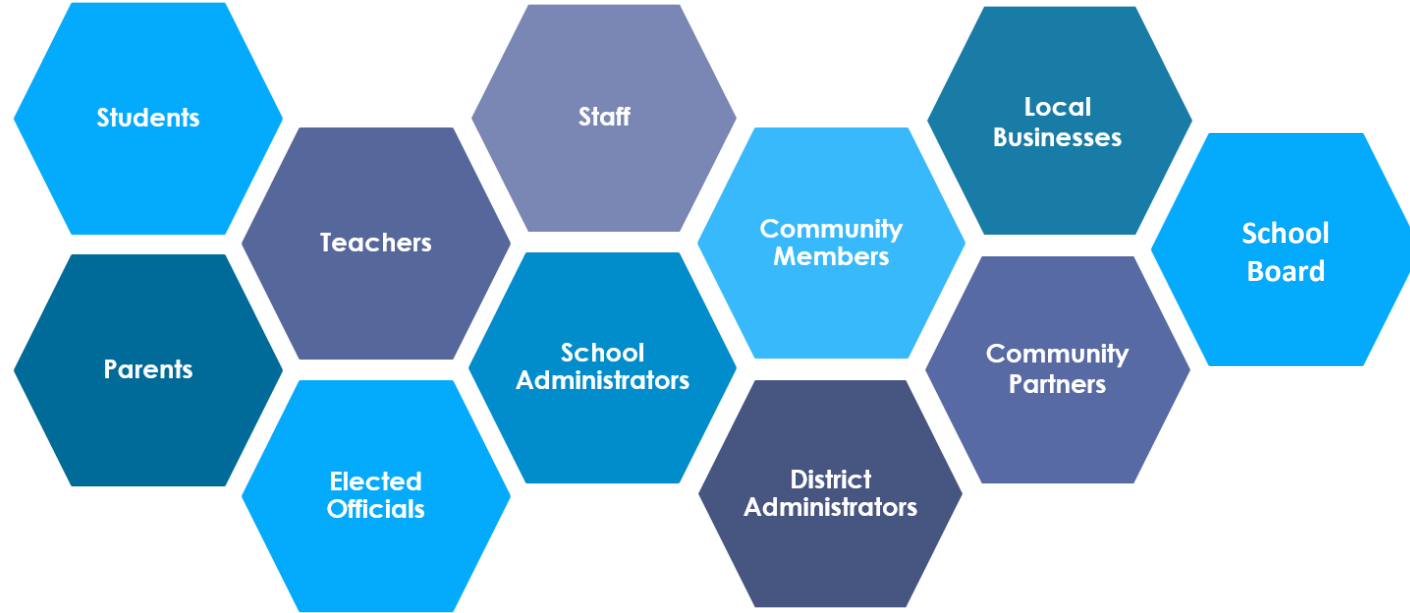 Students
Staff
Local
Businesses
Teachers
Community
Members
School
Board
Parents
School
Administrators
Community
Partners
Elected
Officials
District
Administrators